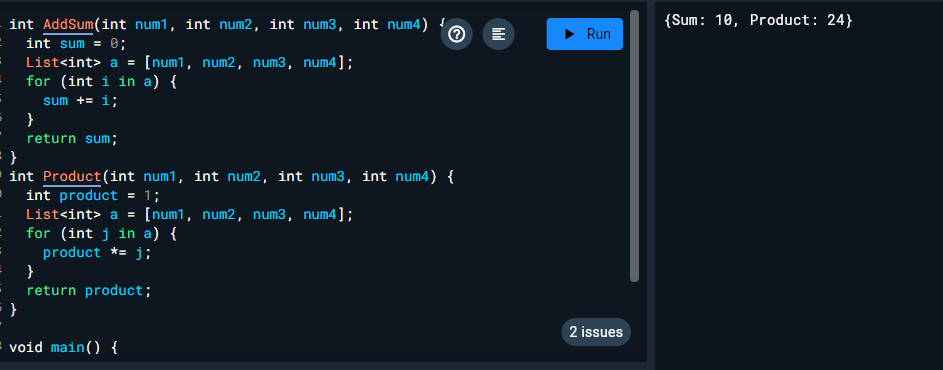 int AddSum(int num1, int num2, int num3, int num4) {
int sum = 0;
List<int> a = [num1, num2, num3, num4];
for (int i in a) {
sum += i;
}
return sum;
}
int Product(int num1, int num2, int num3, int num4) {
int product = 1;
List<int> a = [num1, num2, num3, num4];
for (int j in a) {
product *= j;
}
return product;
}
void main() {
?
Run
2 issues
{Sum: 10, Product: 24}